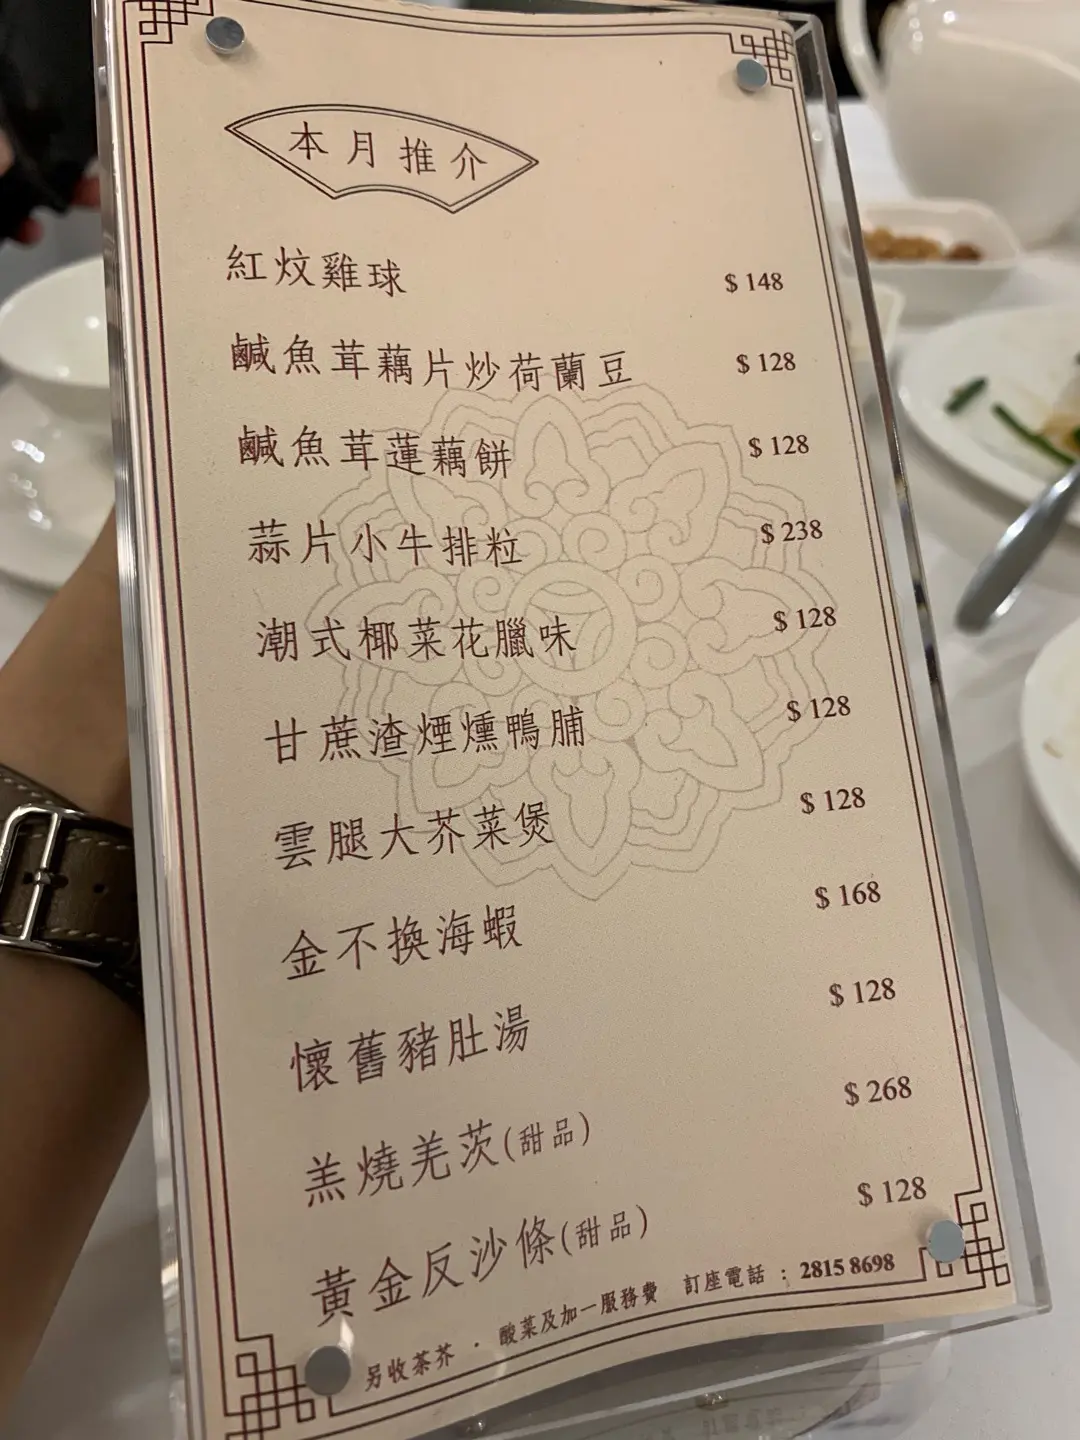 本月推介
紅炆雞球 $ 148
鹹魚茸藕片炒荷蘭豆 $ 128
鹹魚茸蓮藕餅 $ 128
蒜片小牛排粒 $ 238
潮式椰菜花臘味 $ 128
甘蔗渣煙燻鴨脯 $ 128
雲腿大芥菜煲 $ 128
金不換海蝦 $ 168
懷舊豬肚湯 $ 128
羔燒羌茨(甜品) $ 268
黃金反沙條(甜品) $ 128
另收茶芥 · 酸菜及加一服務費 訂座電話 : 2815 8698